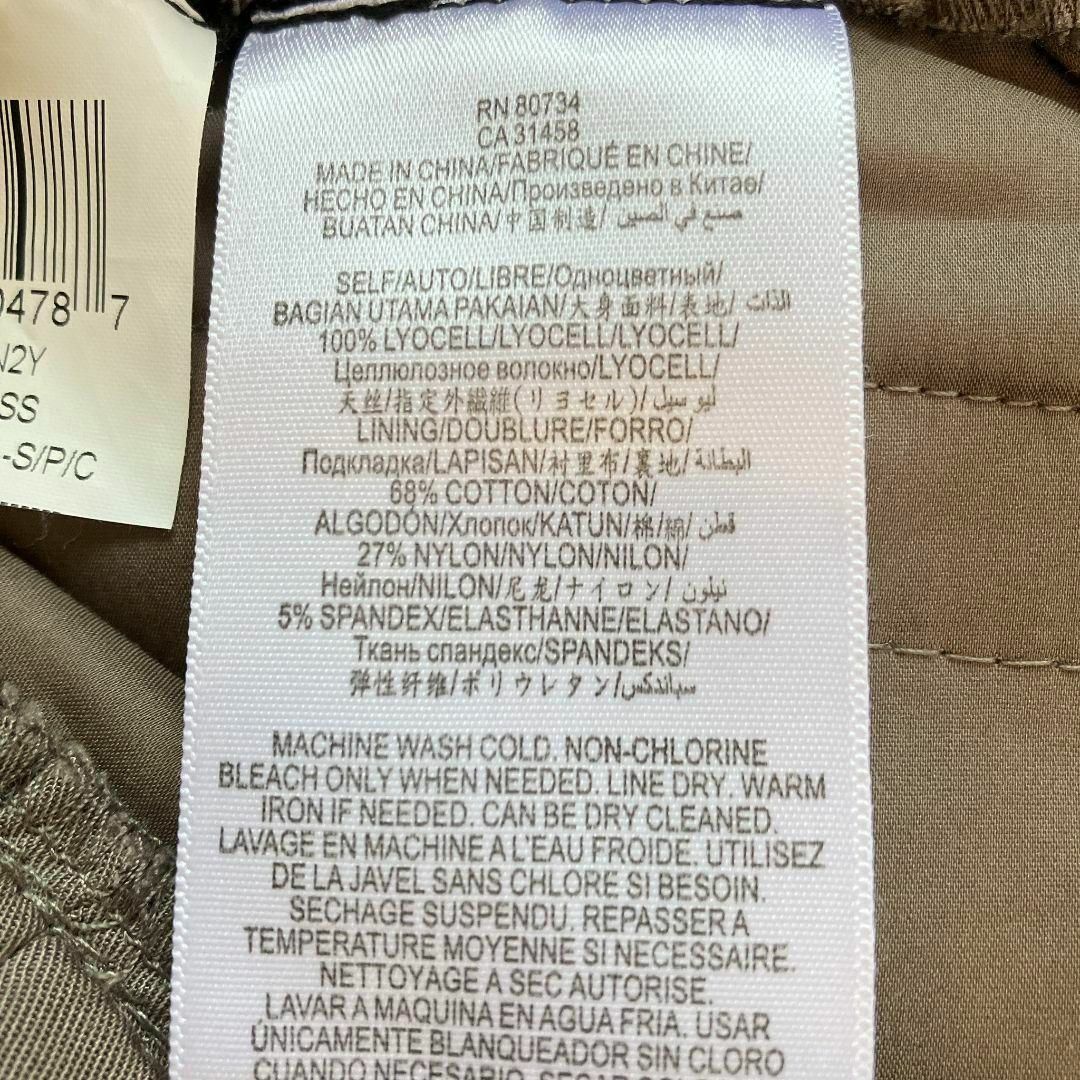 0478 7
N2Y
SS
-S/P/C
RN 80734
CA 31458
MADE IN CHINA/FABRIQUÉ EN CHINE/
HECHO EN CHINA/Произведено в Китае/
BUATAN CHINA/中国制造/ صنع في الصين
SELF/AUTO/LIBRE/Одноцветный/
BAGIAN UTAMA PAKAIAN/大身面料/表地/ الذات
100% LYOCELL/LYOCELL/LYOCELL/
Целлюлозное волокно/LYOCELL/
天丝/指定外繊維(リヨセル)/ ليوسيل
LINING/DOUBLURE/FORRO/
Подкладка/LAPISAN/村里布/裏地/ البطانة
68% COTTON/COTON/
ALGODÓN/Хлопок/KATUN/棉/綿/ قطن
27% NYLON/NYLON/NILON/
Нейлон/NILON/尼龙/ナイロン/ نيلون
5% SPANDEX/ELASTHANNE/ELASTANO/
Ткань спандекс/SPANDEKS/
弹性纤维/ポリウレタン/سباندكس
MACHINE WASH COLD. NON-CHLORINE
BLEACH ONLY WHEN NEEDED. LINE DRY. WARM
IRON IF NEEDED. CAN BE DRY CLEANED.
LAVAGE EN MACHINE A L'EAU FROIDE. UTILISEZ
DE LA JAVEL SANS CHLORE SI BESOIN.
SECHAGE SUSPENDU. REPASSER A
TEMPERATURE MOYENNE SI NECESSAIRE.
NETTOYAGE A SEC AUTORISE.
LAVAR A MAQUINA EN AGUA FRIA. USAR
ÚNICAMENTE BLANQUEADOR SIN CLORO
CUANDO NECESARIO. SECAR